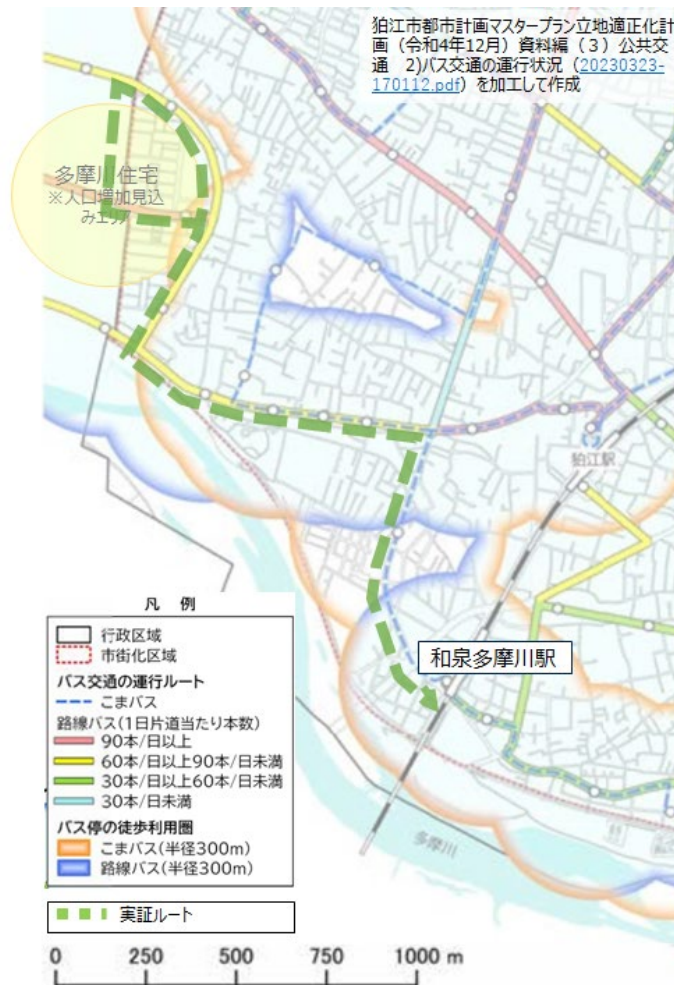 狛江市都市計画マスタープラン立地適正化計
画（令和4年12月）資料編（3）公共交
通　2)バス交通の運行状況（20230323-
170112.pdf）を加工して作成
多摩川住宅
※人口増加見込
みエリア
狛江駅
和泉多摩川駅
多摩川
凡　例
行政区域
市街化区域
バス交通の運行ルート
こまバス
路線バス(1日片道当たり本数)
90本/日以上
60本/日以上90本/日未満
30本/日以上60本/日未満
30本/日未満
バス停の徒歩利用圏
こまバス(半径300m)
路線バス(半径300m)
実証ルート
0 250 500 750 1000 m